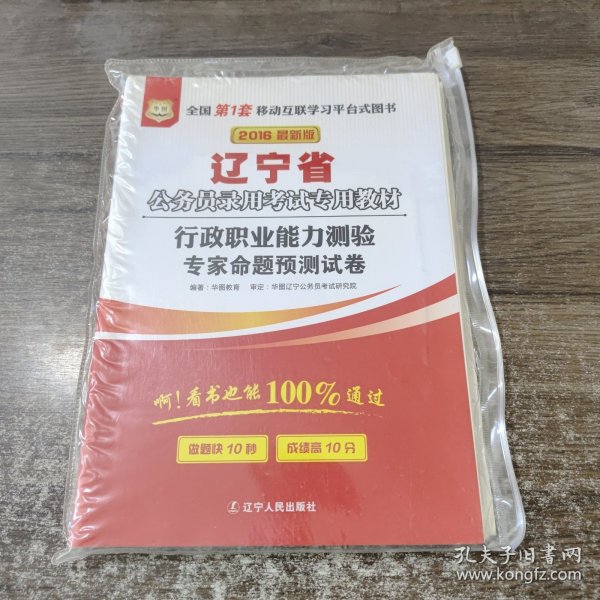 华图
全国 第1套 移动互联学习平台式图书
2016 最新版
辽宁省
公务员录用考试专用教材
行政职业能力测验
专家命题预测试卷
编著：华图教育 审定：华图辽宁公务员考试研究院
啊！看书也能100%通过
做题快10秒 成绩高10分
辽宁人民出版社
孔夫子旧书网
www.kongfz.com